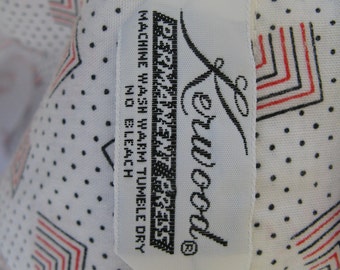 Kerwood®
PERMANENT PRESS
MACHINE WASH WARM TUMBLE DRY
NO BLEACH